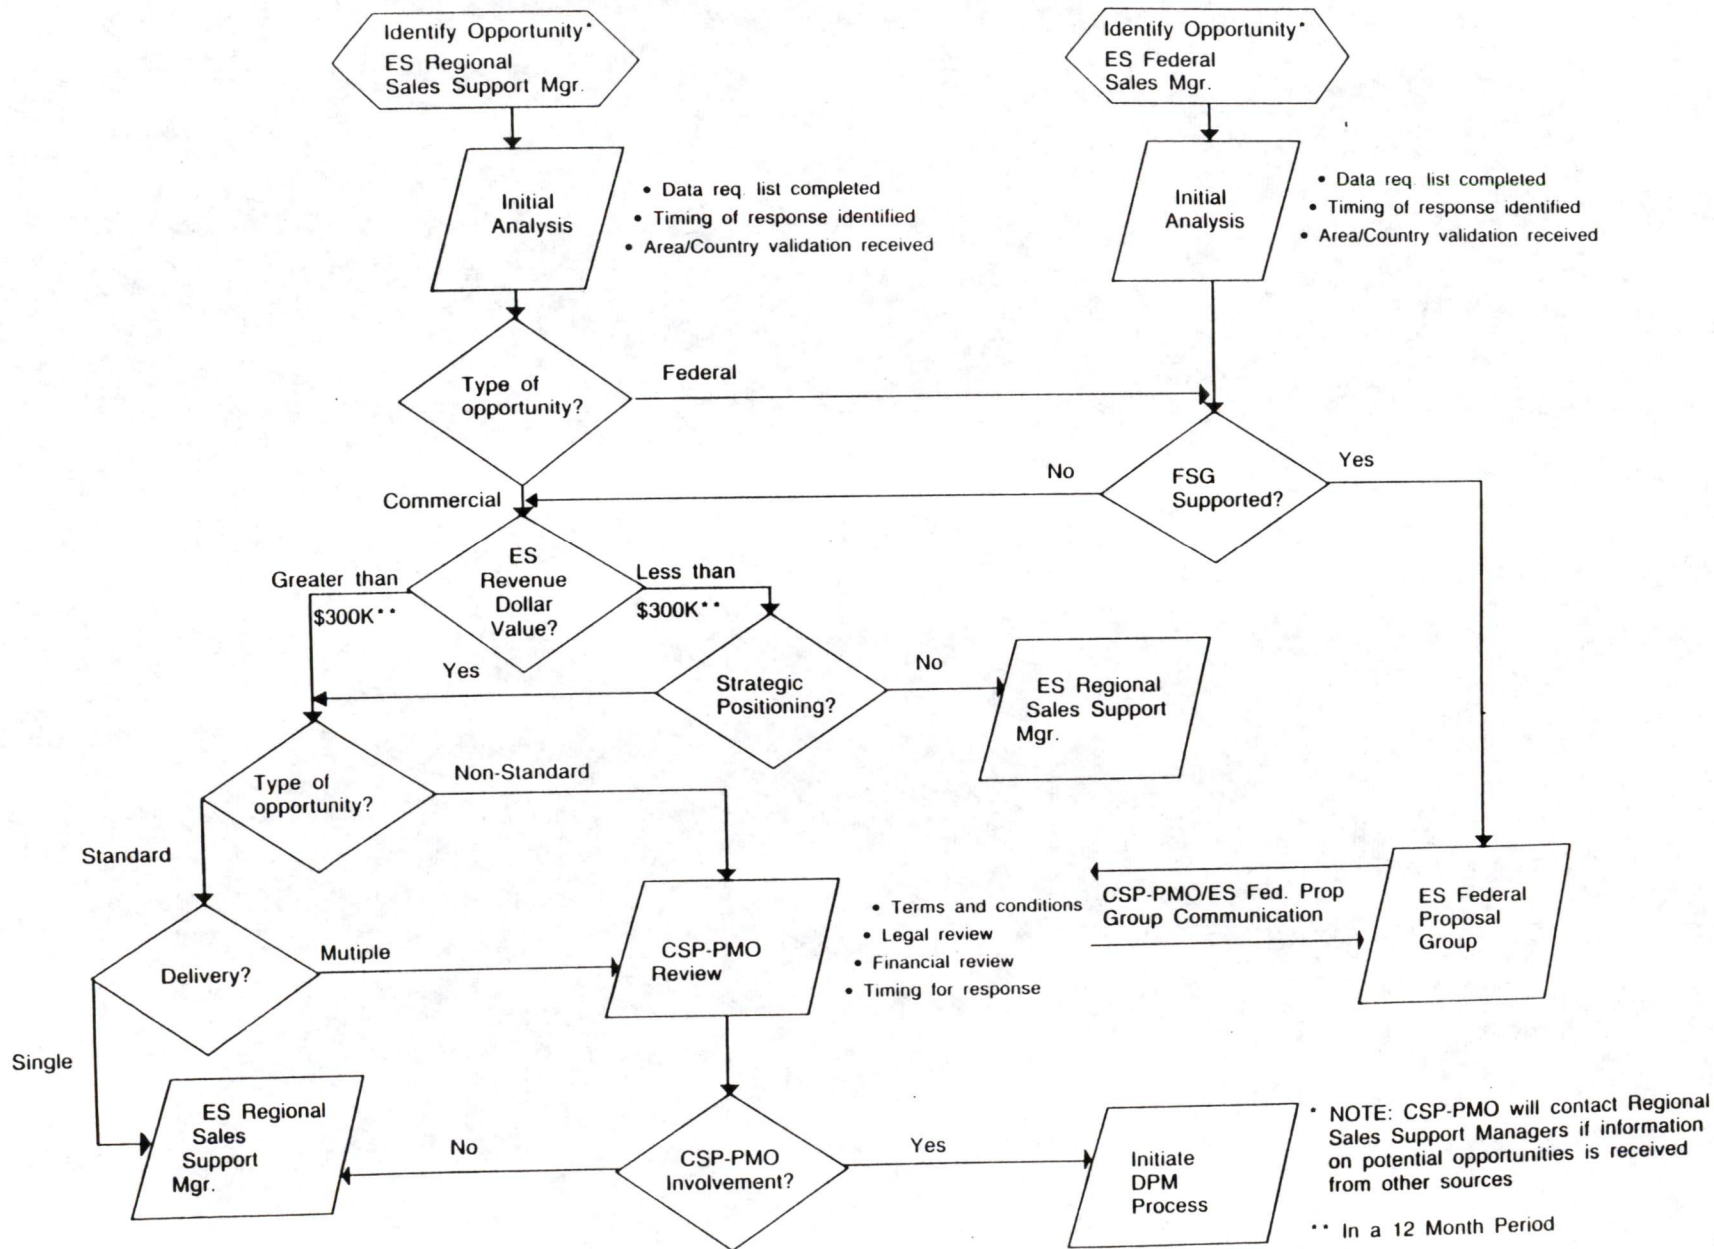 Identify Opportunity*
ES Regional
Sales Support Mgr.
Identify Opportunity*
ES Federal
Sales Mgr.
Initial
Analysis
• Data req. list completed
• Timing of response identified
• Area/Country validation received
Initial
Analysis
• Data req. list completed
• Timing of response identified
• Area/Country validation received
Type of
opportunity?
Federal
Commercial
No
FSG
Supported?
Yes
ES
Revenue
Dollar
Value?
Greater than
$300K**
Less than
$300K**
Yes
Strategic
Positioning?
No
ES Regional
Sales Support
Mgr.
Type of
opportunity?
Non-Standard
Standard
Delivery?
Mutiple
Single
CSP-PMO
Review
• Terms and conditions
• Legal review
• Financial review
• Timing for response
CSP-PMO/ES Fed. Prop
Group Communication
ES Federal
Proposal
Group
ES Regional
Sales
Support
Mgr.
No
CSP-PMO
Involvement?
Yes
Initiate
DPM
Process
* NOTE: CSP-PMO will contact Regional
Sales Support Managers if information
on potential opportunities is received
from other sources
** In a 12 Month Period